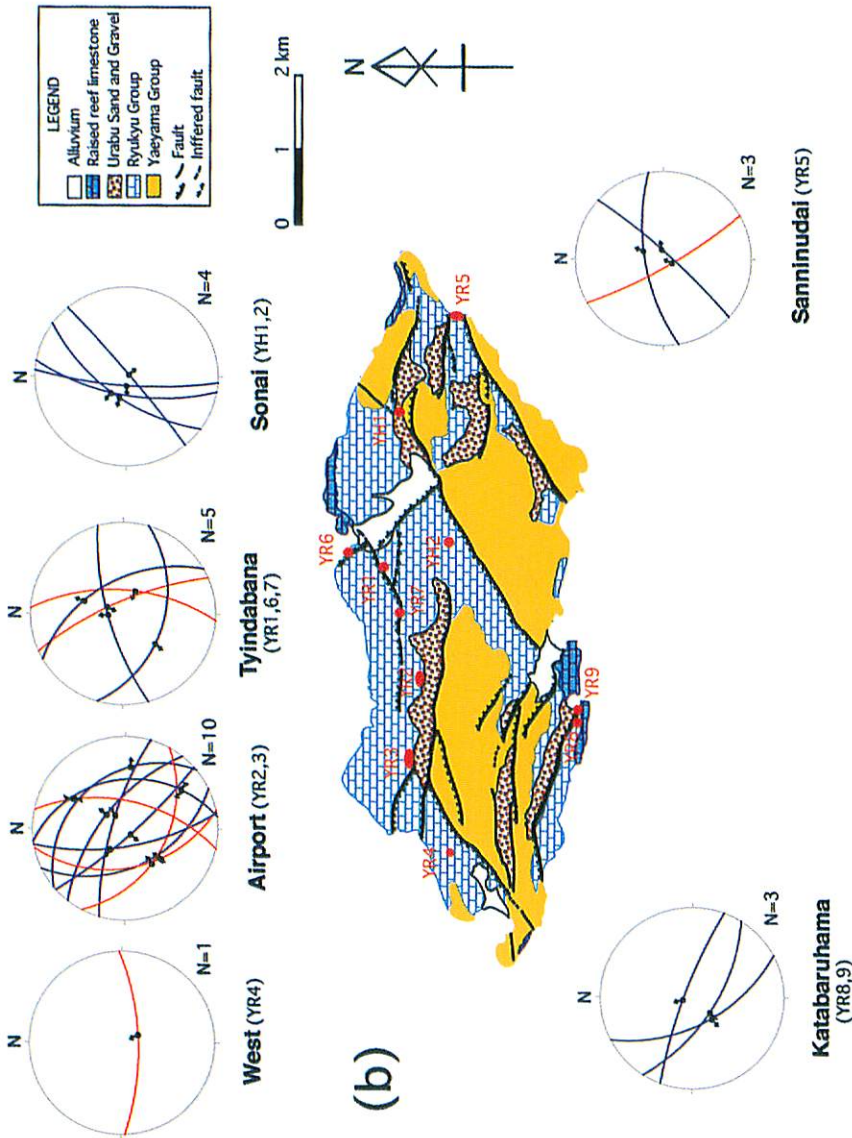 N
N=1
West (YR4)
N
N=10
Airport (YR2,3)
N
N=5
Tyindabana
(YR1,6,7)
N
N=4
Sonai (YH1,2)
LEGEND
Alluvium
Raised reef limestone
Urabu Sand and Gravel
Ryukyu Group
Yaeyama Group
Fault
Inffered fault
0 1 2 km
N
(b)
YR6
YR1
YH1
YR7
YR3
YR2
YR4
YH2
YR5
YR8
YR9
N
N=3
Katabaruhama
(YR8,9)
N
N=3
Sanninudai (YR5)